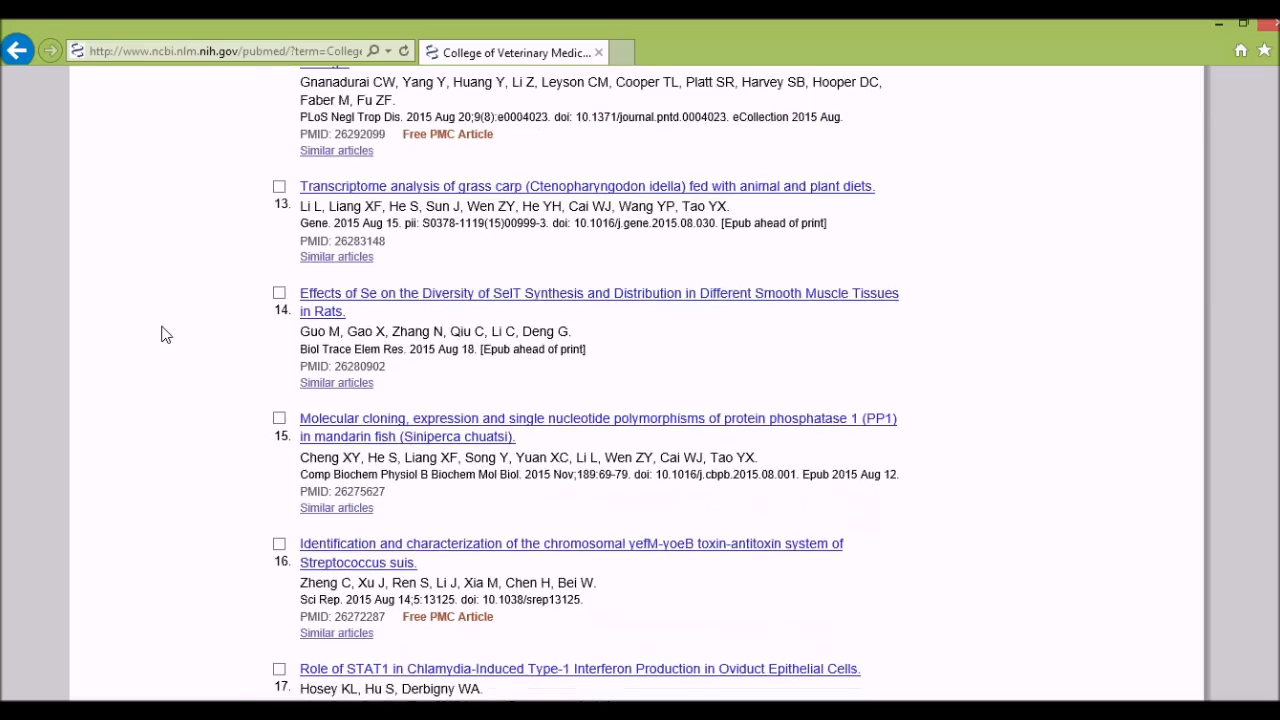 http://www.ncbi.nlm.nih.gov/pubmed/?term=College
College of Veterinary Medic...
Gnanadurai CW, Yang Y, Huang Y, Li Z, Leyson CM, Cooper TL, Platt SR, Harvey SB, Hooper DC,
Faber M, Fu ZF.
PLoS Negl Trop Dis. 2015 Aug 20;9(8):e0004023. doi: 10.1371/journal.pntd.0004023. eCollection 2015 Aug.
PMID: 26292099 Free PMC Article
Similar articles
Transcriptome analysis of grass carp (Ctenopharyngodon idella) fed with animal and plant diets.
13. Li L, Liang XF, He S, Sun J, Wen ZY, He YH, Cai WJ, Wang YP, Tao YX.
Gene. 2015 Aug 15. pii: S0378-1119(15)00999-3. doi: 10.1016/j.gene.2015.08.030. [Epub ahead of print]
PMID: 26283148
Similar articles
Effects of Se on the Diversity of SelT Synthesis and Distribution in Different Smooth Muscle Tissues
14. in Rats.
Guo M, Gao X, Zhang N, Qiu C, Li C, Deng G.
Biol Trace Elem Res. 2015 Aug 18. [Epub ahead of print]
PMID: 26280902
Similar articles
Molecular cloning, expression and single nucleotide polymorphisms of protein phosphatase 1 (PP1)
15. in mandarin fish (Siniperca chuatsi).
Cheng XY, He S, Liang XF, Song Y, Yuan XC, Li L, Wen ZY, Cai WJ, Tao YX.
Comp Biochem Physiol B Biochem Mol Biol. 2015 Nov;189:69-79. doi: 10.1016/j.cbpb.2015.08.001. Epub 2015 Aug 12.
PMID: 26275627
Similar articles
Identification and characterization of the chromosomal yefM-yoeB toxin-antitoxin system of
16. Streptococcus suis.
Zheng C, Xu J, Ren S, Li J, Xia M, Chen H, Bei W.
Sci Rep. 2015 Aug 14;5:13125. doi: 10.1038/srep13125.
PMID: 26272287 Free PMC Article
Similar articles
Role of STAT1 in Chlamydia-Induced Type-1 Interferon Production in Oviduct Epithelial Cells.
17. Hosey KL, Hu S, Derbigny WA.